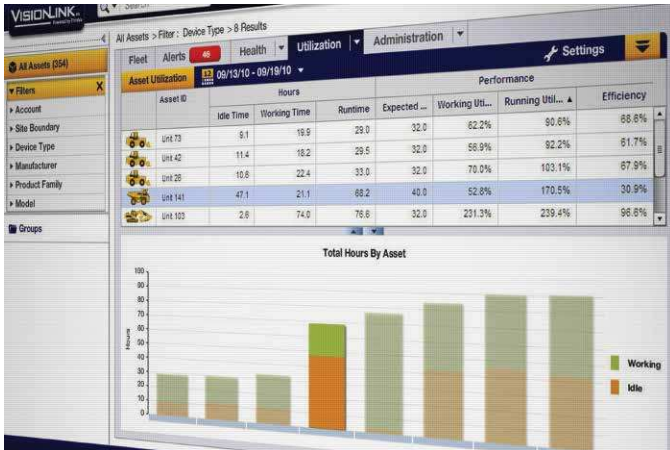 VISIONLINK
All Assets > Filter : Device Type > 8 Results
All Assets (354)
Filters X
Account
Site Boundary
Device Type
Manufacturer
Product Family
Model
Groups
Fleet Alerts 46 Health Utilization Administration
Asset Utilization 13 09/13/10 - 09/19/10 Settings
Asset ID Hours Performance
Idle Time Working Time Runtime Expected ... Working Uti... Running Util... Efficiency
Unit 73 9.1 19.9 29.0 32.0 62.2% 90.6% 68.6%
Unit 42 11.4 18.2 29.5 32.0 56.9% 92.2% 61.7%
Unit 26 10.6 22.4 33.0 32.0 70.0% 103.1% 67.9%
Unit 141 47.1 21.1 68.2 40.0 52.8% 170.5% 30.9%
Unit 103 2.6 74.0 76.6 32.0 231.3% 239.4% 96.6%
Total Hours By Asset
Hours
100
90
80
70
60
50
40
30
20
10
0
Working
Idle